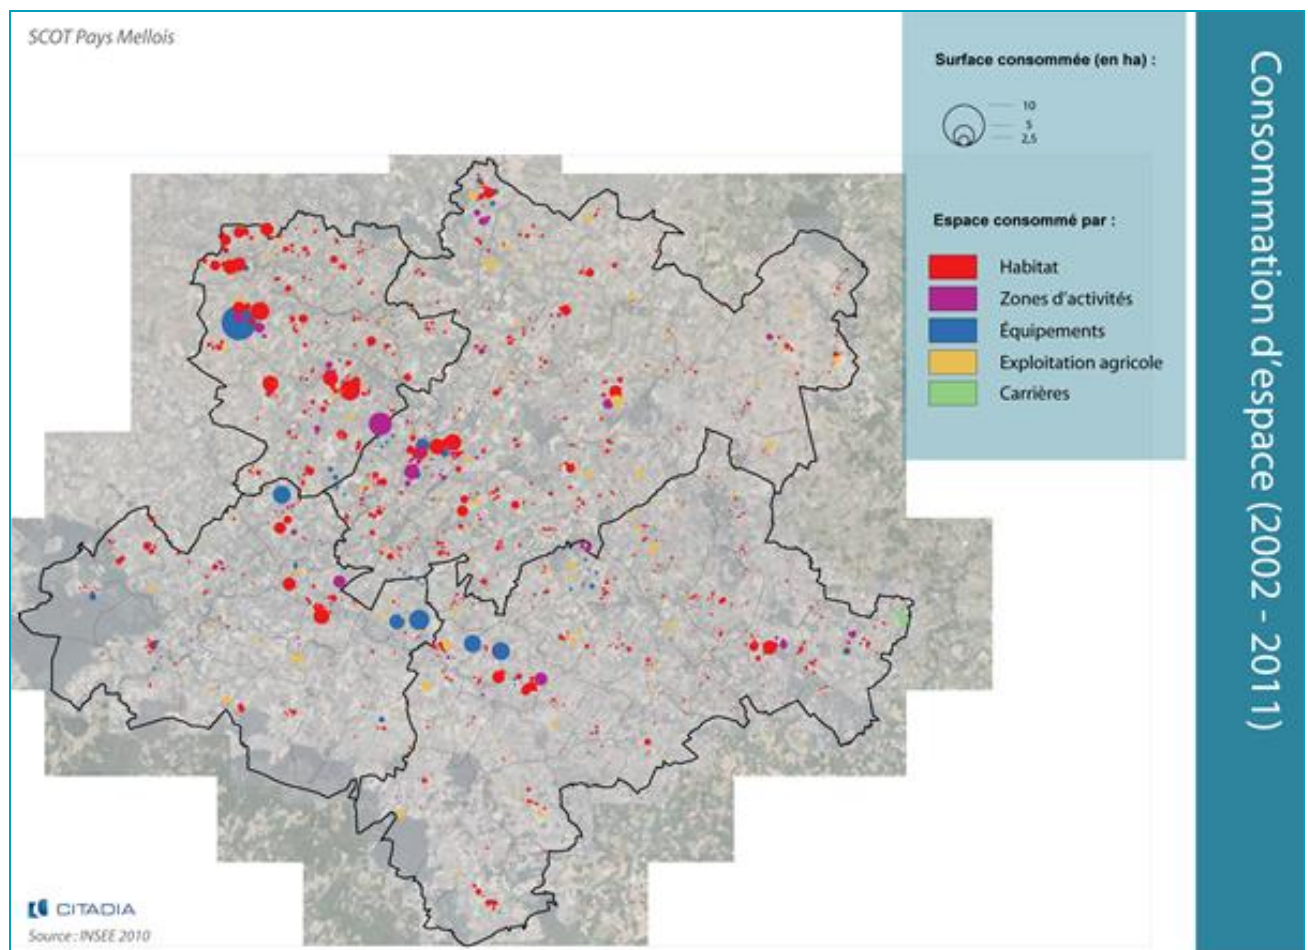 SCOT Pays Mellois
Surface consommée (en ha) :
10
5
2,5
Espace consommé par :
Habitat
Zones d'activités
Équipements
Exploitation agricole
Carrières
Consommation d'espace (2002 - 2011)
CITADIA
Source : INSEE 2010